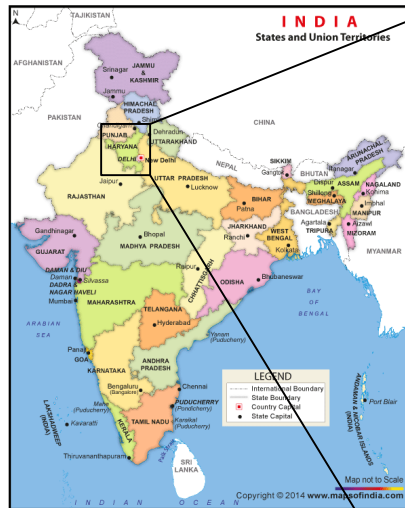 N
TAJIKISTAN
INDIA
States and Union Territories
AFGHANISTAN
JAMMU
&
KASHMIR
Srinagar
Jammu
PAKISTAN
HIMACHAL
PRADESH
CHINA
PUNJAB
Dehradun
UTTARAKHAND
HARYANA
DELHI
New Delhi
RAJASTHAN
Jaipur
UTTAR PRADESH
Lucknow
NEPAL
SIKKIM
Gangtok
BHUTAN
ARUNACHAL
PRADESH
Itanagar
Dispur
ASSAM
NAGALAND
Kohima
Shillong
MEGHALAYA
Imphal
MANIPUR
BANGLADESH
Agartala
TRIPURA
Aizawl
MIZORAM
MYANMAR
BIHAR
Patna
JHARKHAND
Ranchi
WEST
BENGAL
Kolkata
Gandhinagar
GUJARAT
Bhopal
MADHYA PRADESH
Raipur
CHHATTISGARH
ODISHA
Bhubaneswar
DAMAN & DIU
Daman
DADRA &
NAGAR HAVELI
Silvassa
Mumbai
MAHARASHTRA
BAY
OF
BENGAL
ARABIAN
SEA
TELANGANA
Hyderabad
Yanam
(Puducherry)
Panaji
GOA
KARNATAKA
ANDHRA
PRADESH
Bengaluru
(Bangalore)
Chennai
Mahe
(Puducherry)
PUDUCHERRY
(Pondicherry)
Karaikal
(Puducherry)
TAMIL NADU
KERALA
LAKSHADWEEP
(INDIA)
Kavaratti
Thiruvananthapuram
Palk Strait
SRI
LANKA
ANDAMAN & NICOBAR ISLANDS
(INDIA)
Port Blair
LEGEND
International Boundary
State Boundary
Country Capital
State Capital
Map not to Scale
Copyright © 2014 www.mapsofindia.com
INDIAN OCEAN